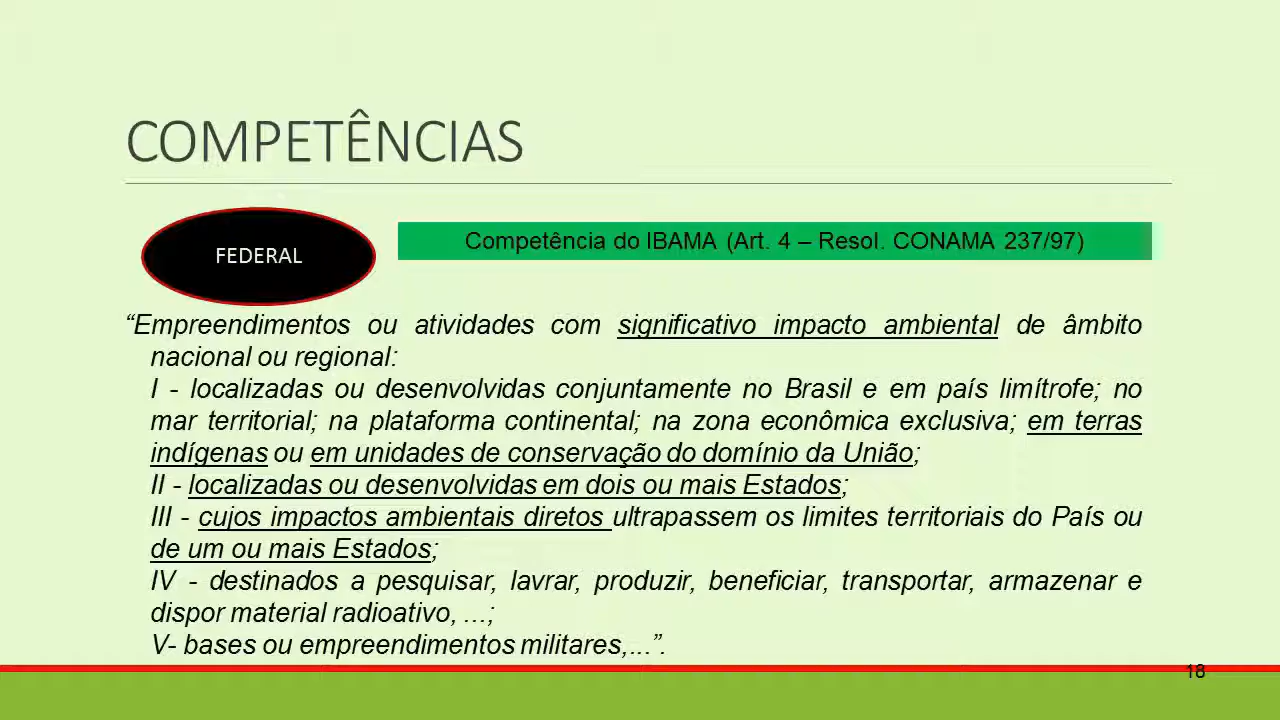 COMPETÊNCIAS
FEDERAL
Competência do IBAMA (Art. 4 – Resol. CONAMA 237/97)
“Empreendimentos ou atividades com significativo impacto ambiental de âmbito
nacional ou regional:
I - localizadas ou desenvolvidas conjuntamente no Brasil e em país limítrofe; no
mar territorial; na plataforma continental; na zona econômica exclusiva; em terras
indígenas ou em unidades de conservação do domínio da União;
II - localizadas ou desenvolvidas em dois ou mais Estados;
III - cujos impactos ambientais diretos ultrapassem os limites territoriais do País ou
de um ou mais Estados;
IV - destinados a pesquisar, lavrar, produzir, beneficiar, transportar, armazenar e
dispor material radioativo, ...;
V- bases ou empreendimentos militares,...”.
18